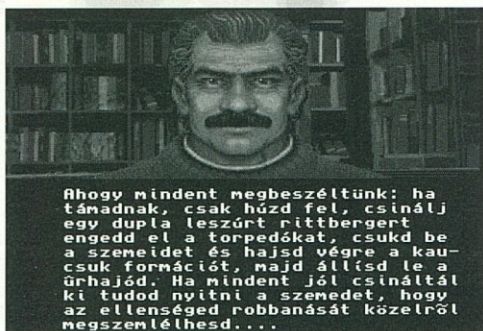 Ahogy mindent megbeszéltünk: ha
támadnak, csak húzd fel, csinálj
egy dupla leszúrt rittbergert
engedd el a torpedókat, csukd be
a szemeidet és hajsd végre a kau-
csuk formációt, majd állísd le a
űrhajód. Ha mindent jól csináltál
ki tudod nyitni a szemedet, hogy
az ellenséged robbanását közelről
megszemlélhesd....